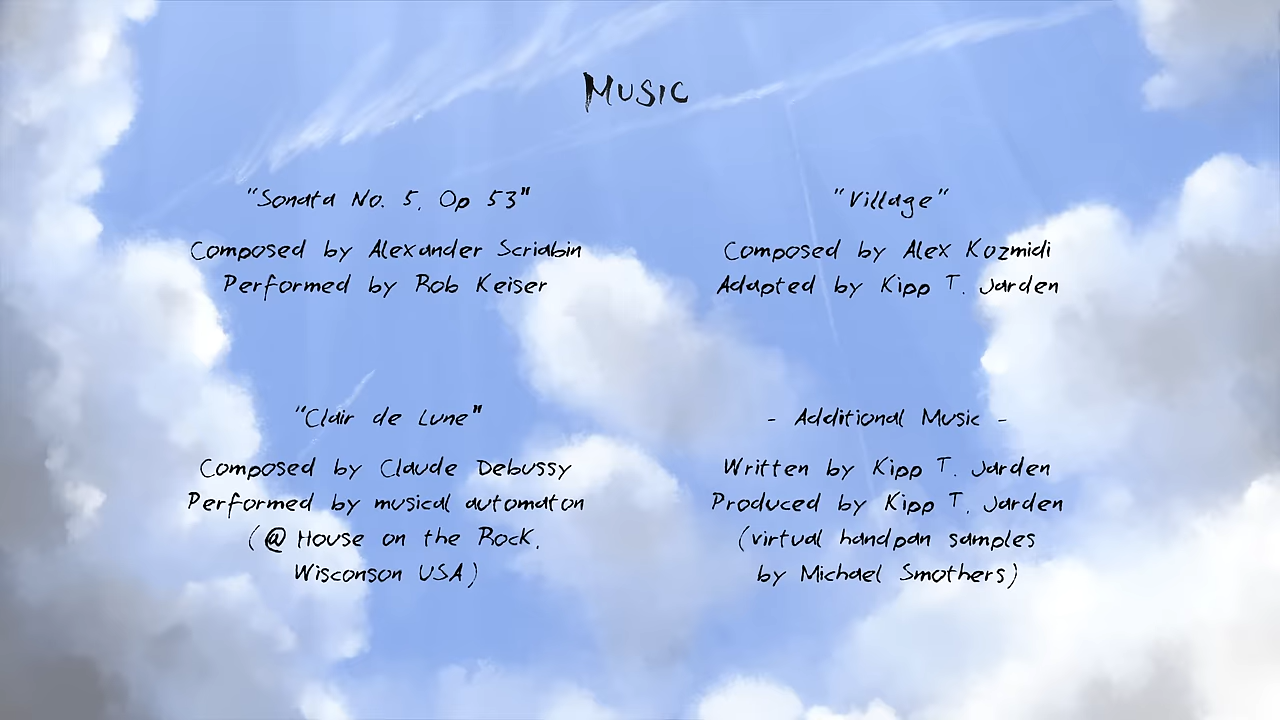 Music
"Sonata No. 5, Op 53"
Composed by Alexander Scriabin
Performed by Rob Keiser
"Village"
Composed by Alex Kozmidi
Adapted by Kipp T. Jarden
"Clair de Lune"
Composed by Claude Debussy
Performed by musical automaton
(@ House on the Rock,
Wisconson USA)
- Additional Music -
Written by Kipp T. Jarden
Produced by Kipp T. Jarden
(virtual handpan samples
by Michael Smothers)